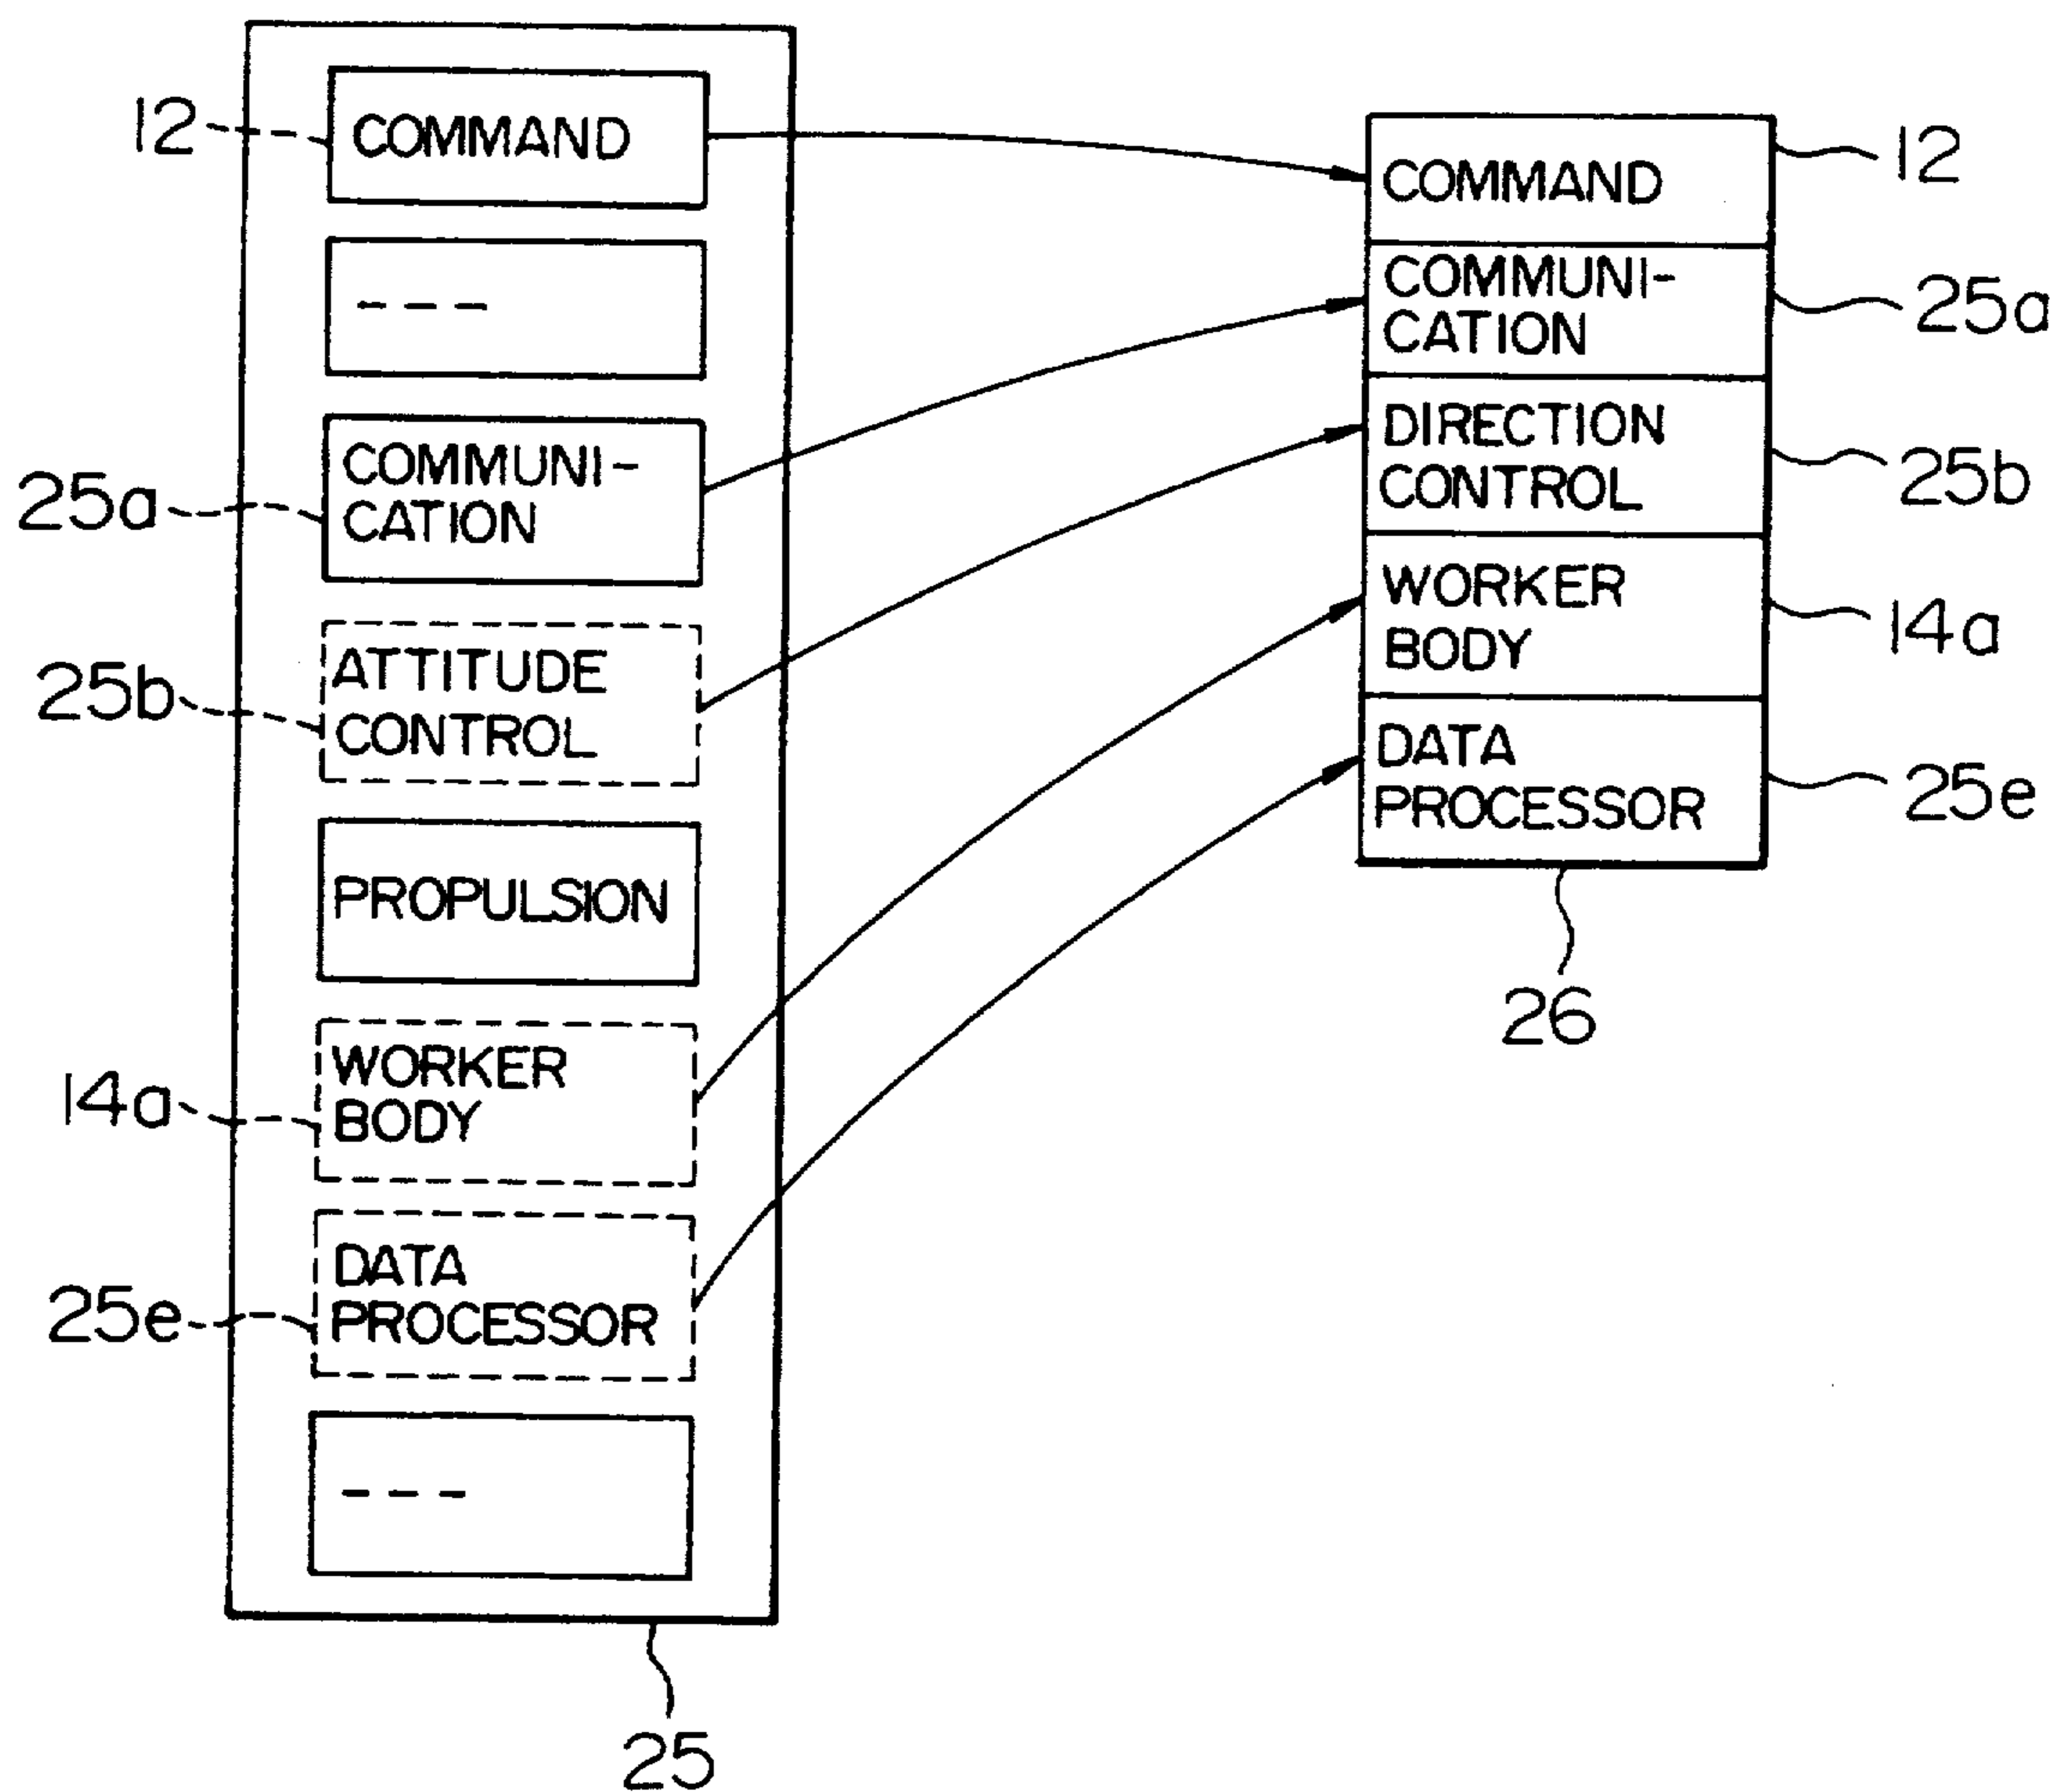 12
COMMAND
- - -
25a
COMMUNI-
CATION
25b
ATTITUDE
CONTROL
PROPULSION
14a
WORKER
BODY
25e
DATA
PROCESSOR
- - -
25
COMMAND
12
COMMUNI-
CATION
25a
DIRECTION
CONTROL
25b
WORKER
BODY
14a
DATA
PROCESSOR
25e
26